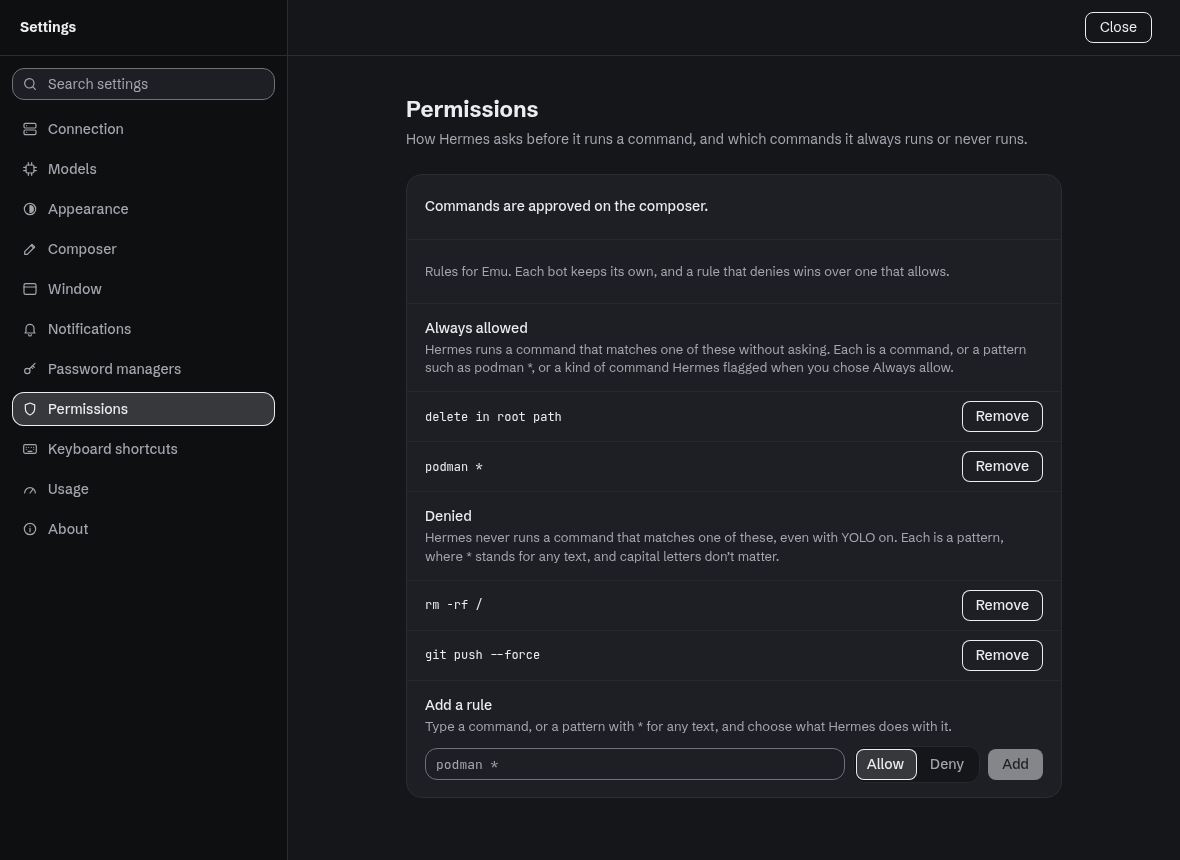 Settings
Close
Search settings
Connection
Models
Appearance
Composer
Window
Notifications
Password managers
Permissions
Keyboard shortcuts
Usage
About
Permissions
How Hermes asks before it runs a command, and which commands it always runs or never runs.
Commands are approved on the composer.
Rules for Emu. Each bot keeps its own, and a rule that denies wins over one that allows.
Always allowed
Hermes runs a command that matches one of these without asking. Each is a command, or a pattern
such as podman *, or a kind of command Hermes flagged when you chose Always allow.
delete in root path
Remove
podman *
Remove
Denied
Hermes never runs a command that matches one of these, even with YOLO on. Each is a pattern,
where * stands for any text, and capital letters don’t matter.
rm -rf /
Remove
git push --force
Remove
Add a rule
Type a command, or a pattern with * for any text, and choose what Hermes does with it.
podman *
Allow
Deny
Add